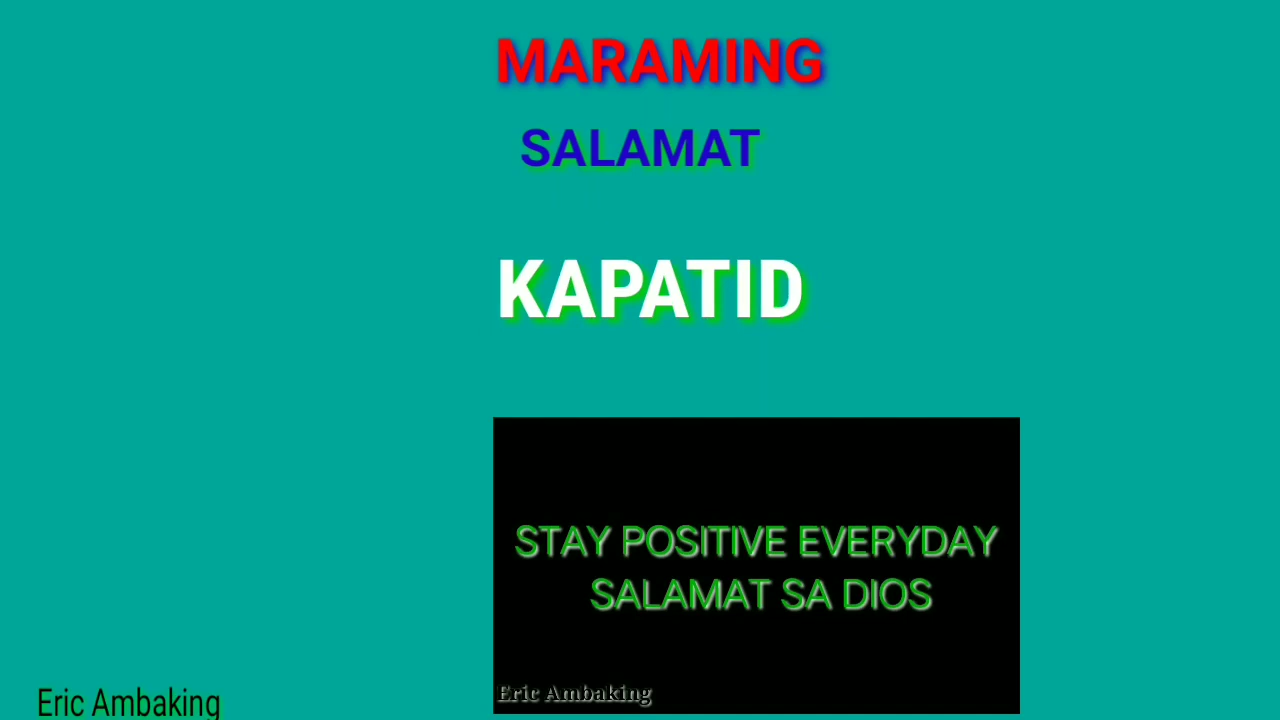 MARAMING
SALAMAT
KAPATID
STAY POSITIVE EVERYDAY
SALAMAT SA DIOS
Eric Ambaking
Eric Ambaking